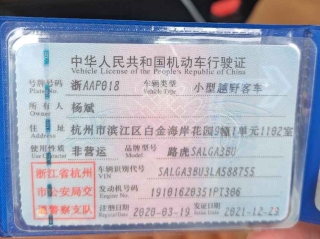 中华人民共和国机动车行驶证
Vehicle License of the People's Republic of China
号牌号码 浙AAP018 车辆类型 小型越野客车
Plate No. Vehicle Type
所有人 杨斌
Owner
住址 杭州市滨江区白金海岸花园9幢1单元1102室
Address
使用性质 非营运 品牌型号 路虎SALGA3BU
Use Character Model
浙江省杭州市公安局交通警察支队
车辆识别代号 SALGA3BU3LA588755
VIN
发动机号码 19101620351PT306
Engine No.
注册日期 2020-03-19 发证日期 2021-12-23
Register Date Issue Date